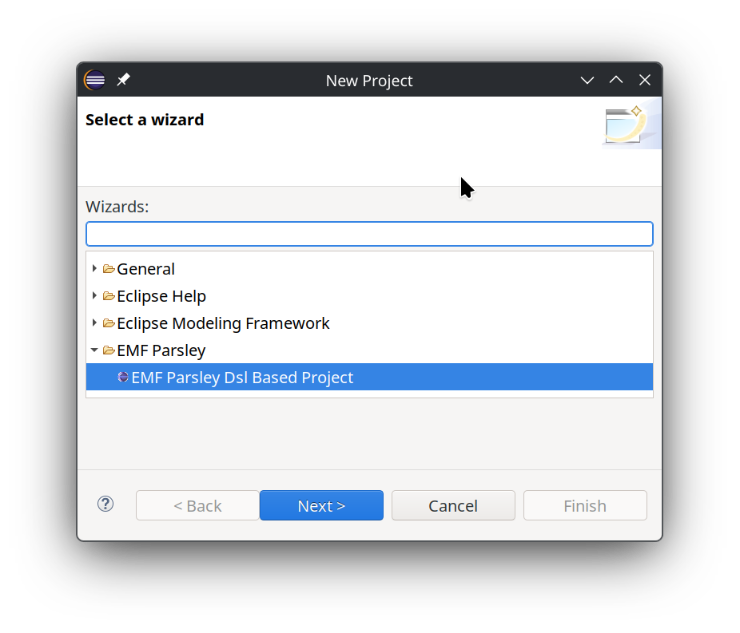 New Project
Select a wizard
Wizards:
General
Eclipse Help
Eclipse Modeling Framework
EMF Parsley
EMF Parsley Dsl Based Project
? < Back Next > Cancel Finish